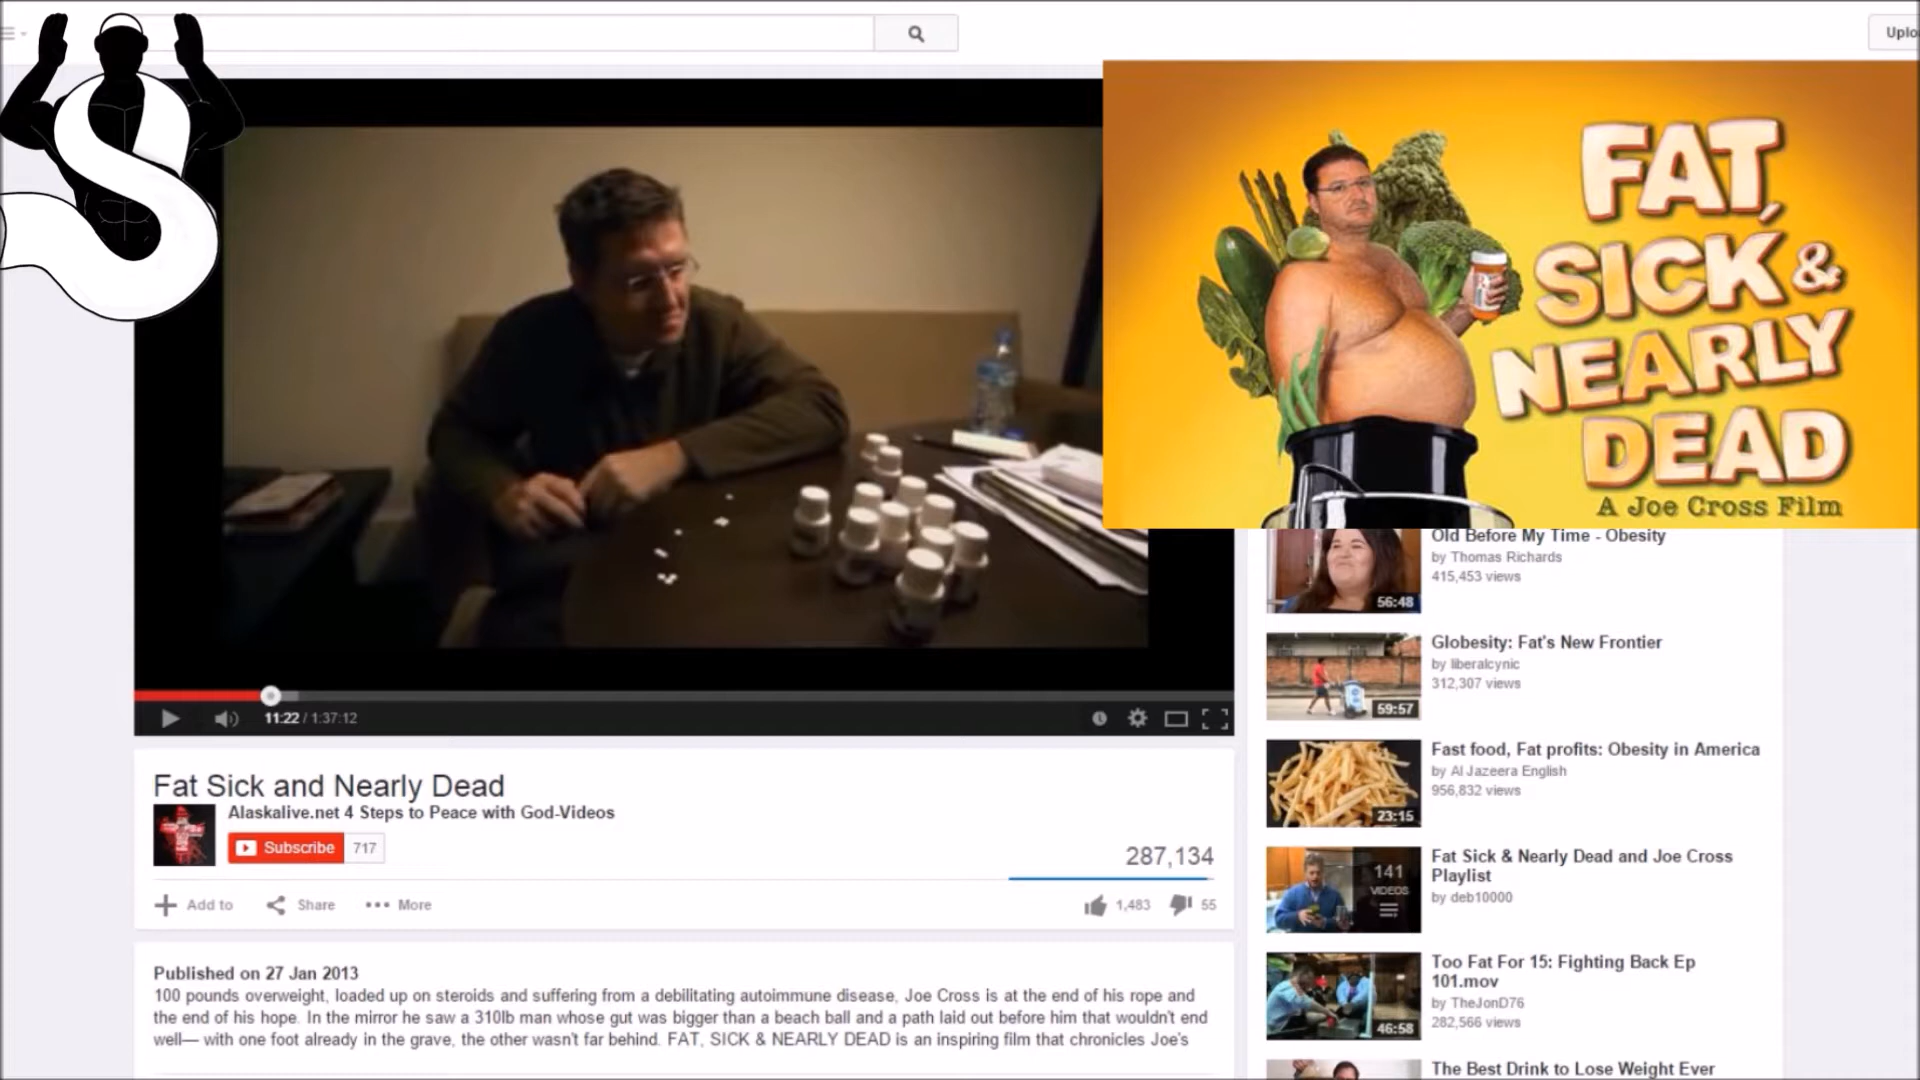 Uplo
FAT,
SICK &
NEARLY
DEAD
A Joe Cross Film
11:22 / 1:37:12
Fat Sick and Nearly Dead
Alaskalive.net 4 Steps to Peace with God-Videos
Subscribe 717
287,134
Add to Share More 1,483 55
Published on 27 Jan 2013
100 pounds overweight, loaded up on steroids and suffering from a debilitating autoimmune disease, Joe Cross is at the end of his rope and
the end of his hope. In the mirror he saw a 310lb man whose gut was bigger than a beach ball and a path laid out before him that wouldn't end
well— with one foot already in the grave, the other wasn't far behind. FAT, SICK & NEARLY DEAD is an inspiring film that chronicles Joe's
Old Before My Time - Obesity
by Thomas Richards
415,453 views
56:48
Globesity: Fat's New Frontier
by liberalcynic
312,307 views
59:57
Fast food, Fat profits: Obesity in America
by Al Jazeera English
956,832 views
23:15
Fat Sick & Nearly Dead and Joe Cross
Playlist
by deb10000
141
VIDEOS
Too Fat For 15: Fighting Back Ep
101.mov
by TheJonD76
282,566 views
46:58
The Best Drink to Lose Weight Ever